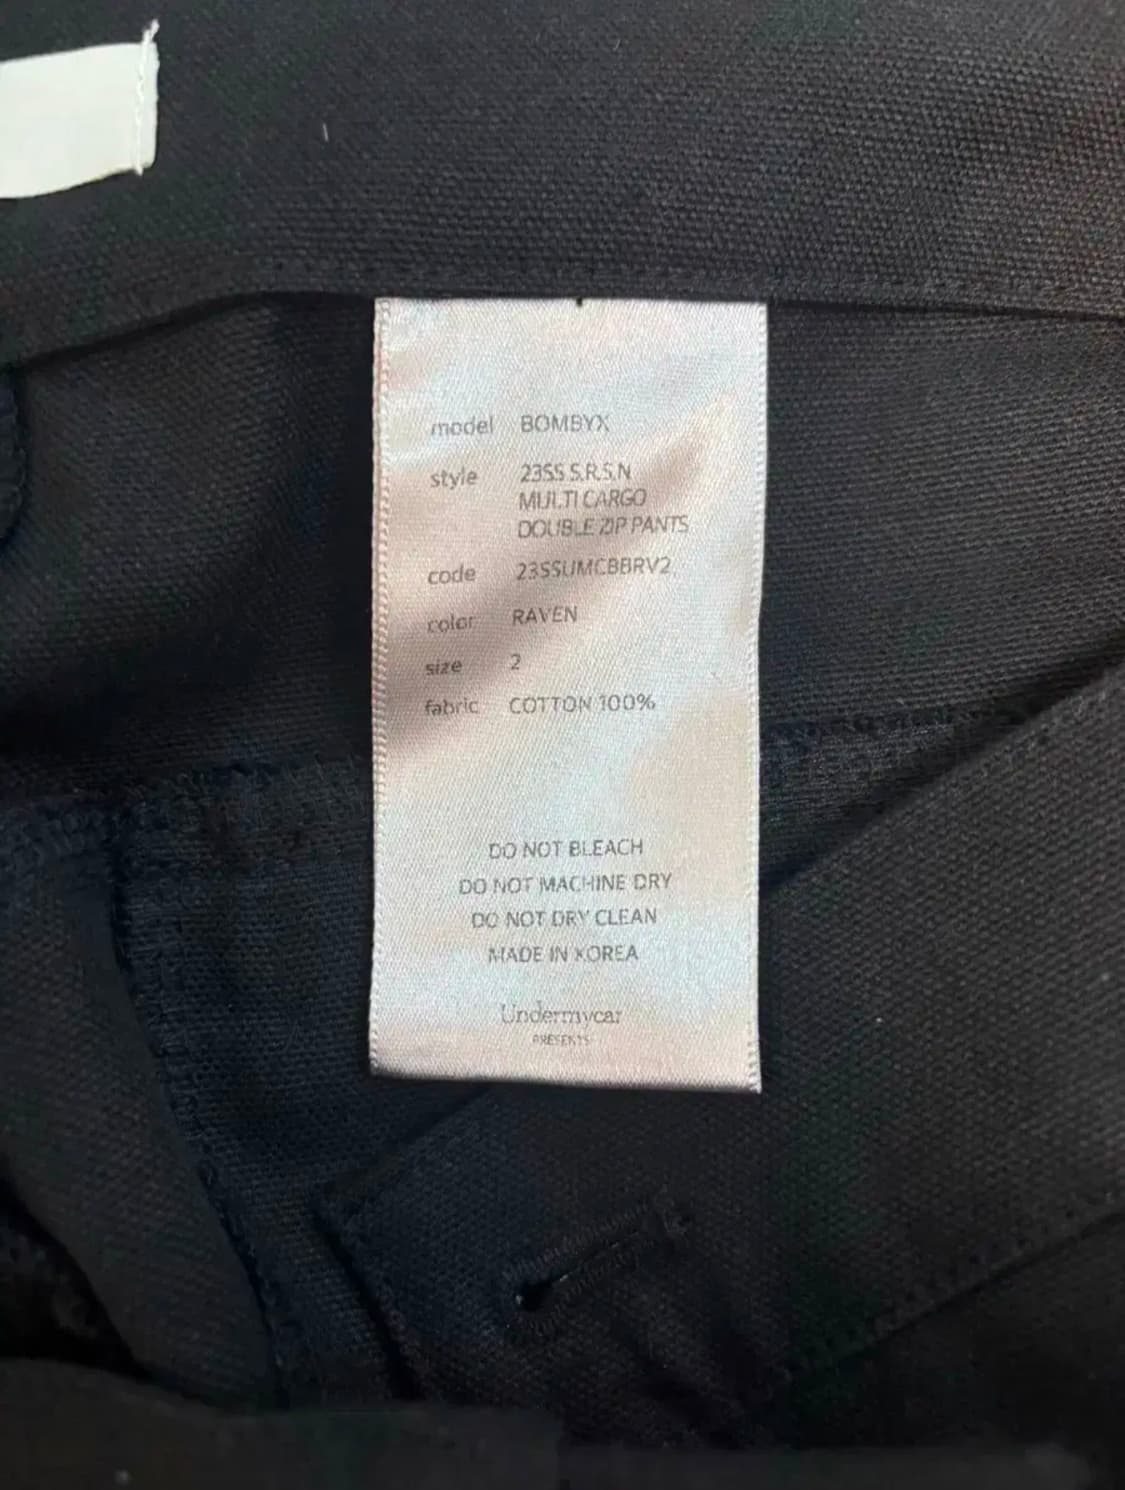 model BOMBYX
style 23SS S.R.S.N
MULTI CARGO
DOUBLE ZIP PANTS
code 23SSUMCBBRV2
color RAVEN
size 2
fabric COTTON 100%
DO NOT BLEACH
DO NOT MACHINE DRY
DO NOT DRY CLEAN
MADE IN KOREA
Undermycar
PRESENTS